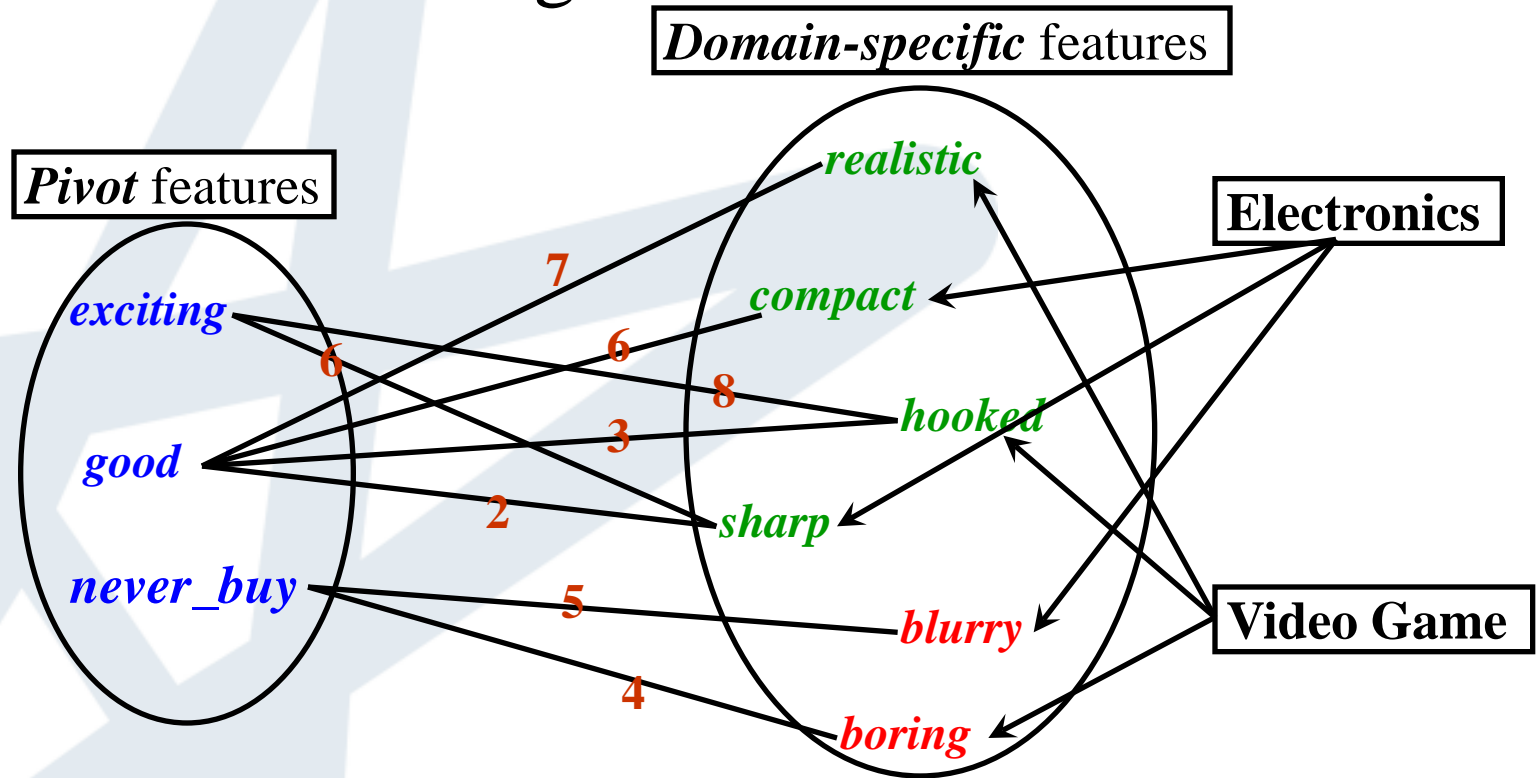 Domain-specific features
Pivot features
realistic
Electronics
7
compact
exciting
6
6
8
hooked
3
good
2
sharp
never_buy
5
blurry
Video Game
4
boring